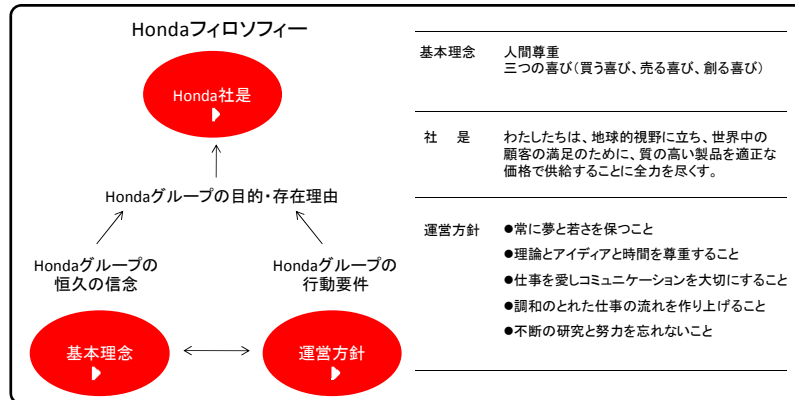 Hondaフィロソフィー
Honda社是
Hondaグループの目的・存在理由
Hondaグループの
恒久の信念
Hondaグループの
行動要件
基本理念
運営方針
基本理念
人間尊重
三つの喜び(買う喜び、売る喜び、創る喜び)
社 是
わたしたちは、地球的視野に立ち、世界中の
顧客の満足のために、質の高い製品を適正な
価格で供給することに全力を尽くす。
運営方針
●常に夢と若さを保つこと
●理論とアイディアと時間を尊重すること
●仕事を愛しコミュニケーションを大切にすること
●調和のとれた仕事の流れを作り上げること
●不断の研究と努力を忘れないこと